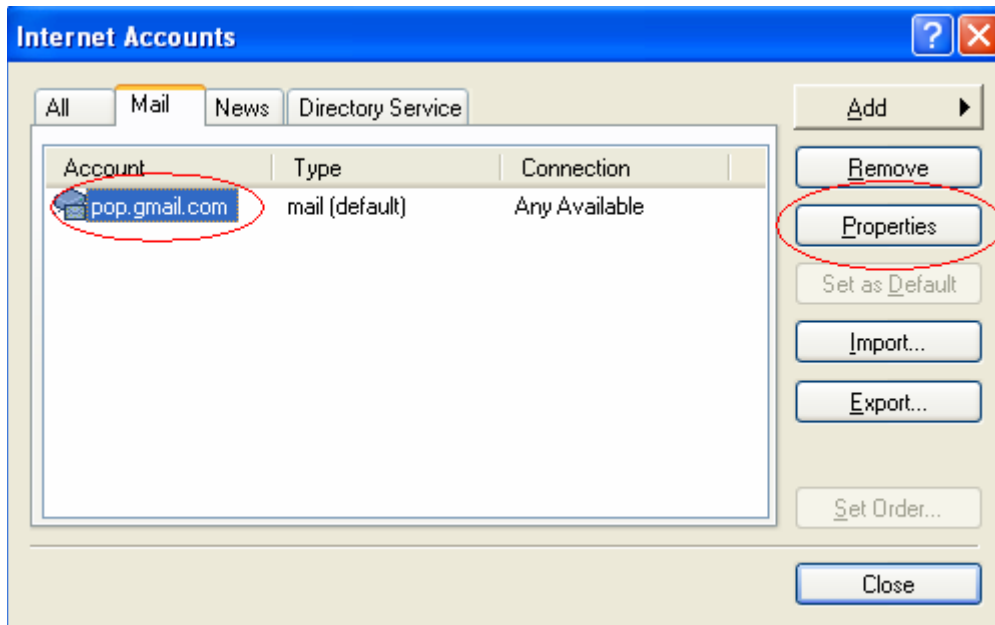 Internet Accounts
All Mail News Directory Service
Add
Account Type Connection
Remove
pop.gmail.com mail (default) Any Available
Properties
Set as Default
Import...
Export...
Set Order...
Close